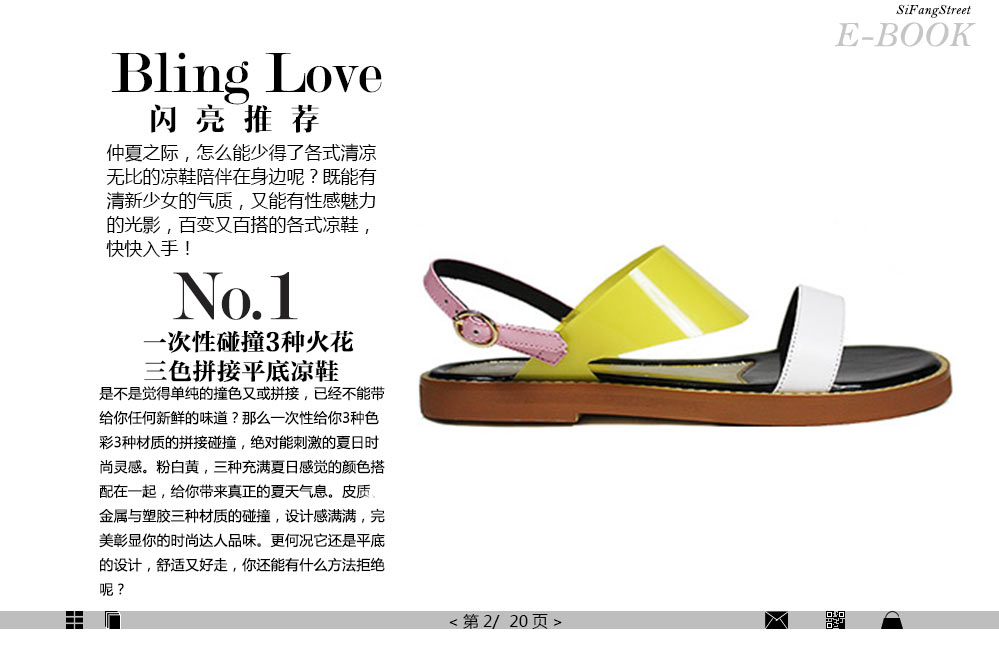 SiFangStreet
E-BOOK
Bling Love
闪亮推荐
仲夏之际，怎么能少得了各式清凉
无比的凉鞋陪伴在身边呢？既能有
清新少女的气质，又能有性感魅力
的光影，百变又百搭的各式凉鞋，
快快入手！
No.1
一次性碰撞3种火花
三色拼接平底凉鞋
是不是觉得单纯的撞色又或拼接，已经不能带
给你任何新鲜的味道？那么一次性给你3种色
彩3种材质的拼接碰撞，绝对能刺激的夏日时
尚灵感。粉白黄，三种充满夏日感觉的颜色搭
配在一起，给你带来真正的夏天气息。皮质、
金属与塑胶三种材质的碰撞，设计感满满，完
美彰显你的时尚达人品味。更何况它还是平底
的设计，舒适又好走，你还能有什么方法拒绝
呢？
< 第 2/ 20 页 >